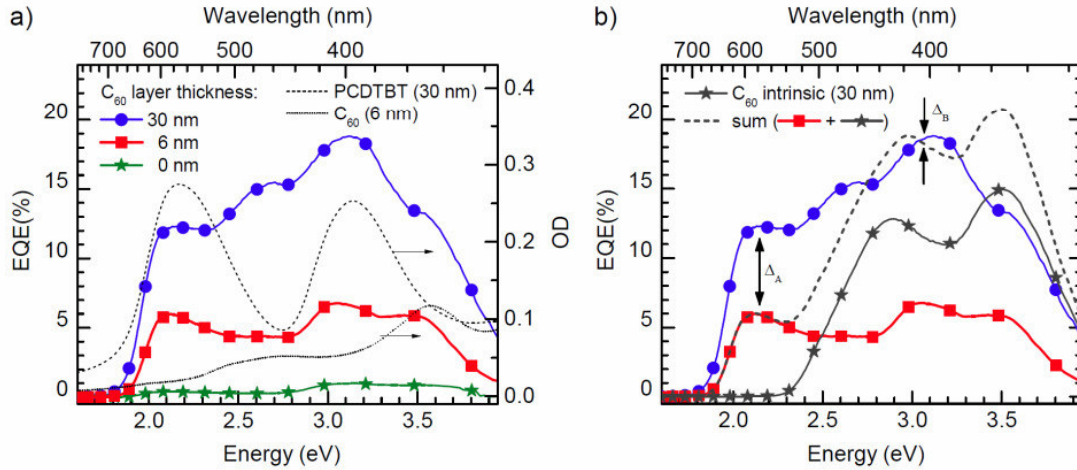 a)
Wavelength (nm)
700 600 500 400
C60 layer thickness:
30 nm
6 nm
0 nm
PCDTBT (30 nm)
C60 (6 nm)
EQE(%)
20
15
10
5
0
0.4
0.3
0.2
0.1
0.0
OD
2.0 2.5 3.0 3.5
Energy (eV)
b)
Wavelength (nm)
700 600 500 400
C60 intrinsic (30 nm)
sum ( + )
ΔB
ΔA
EQE(%)
20
15
10
5
0
2.0 2.5 3.0 3.5
Energy (eV)